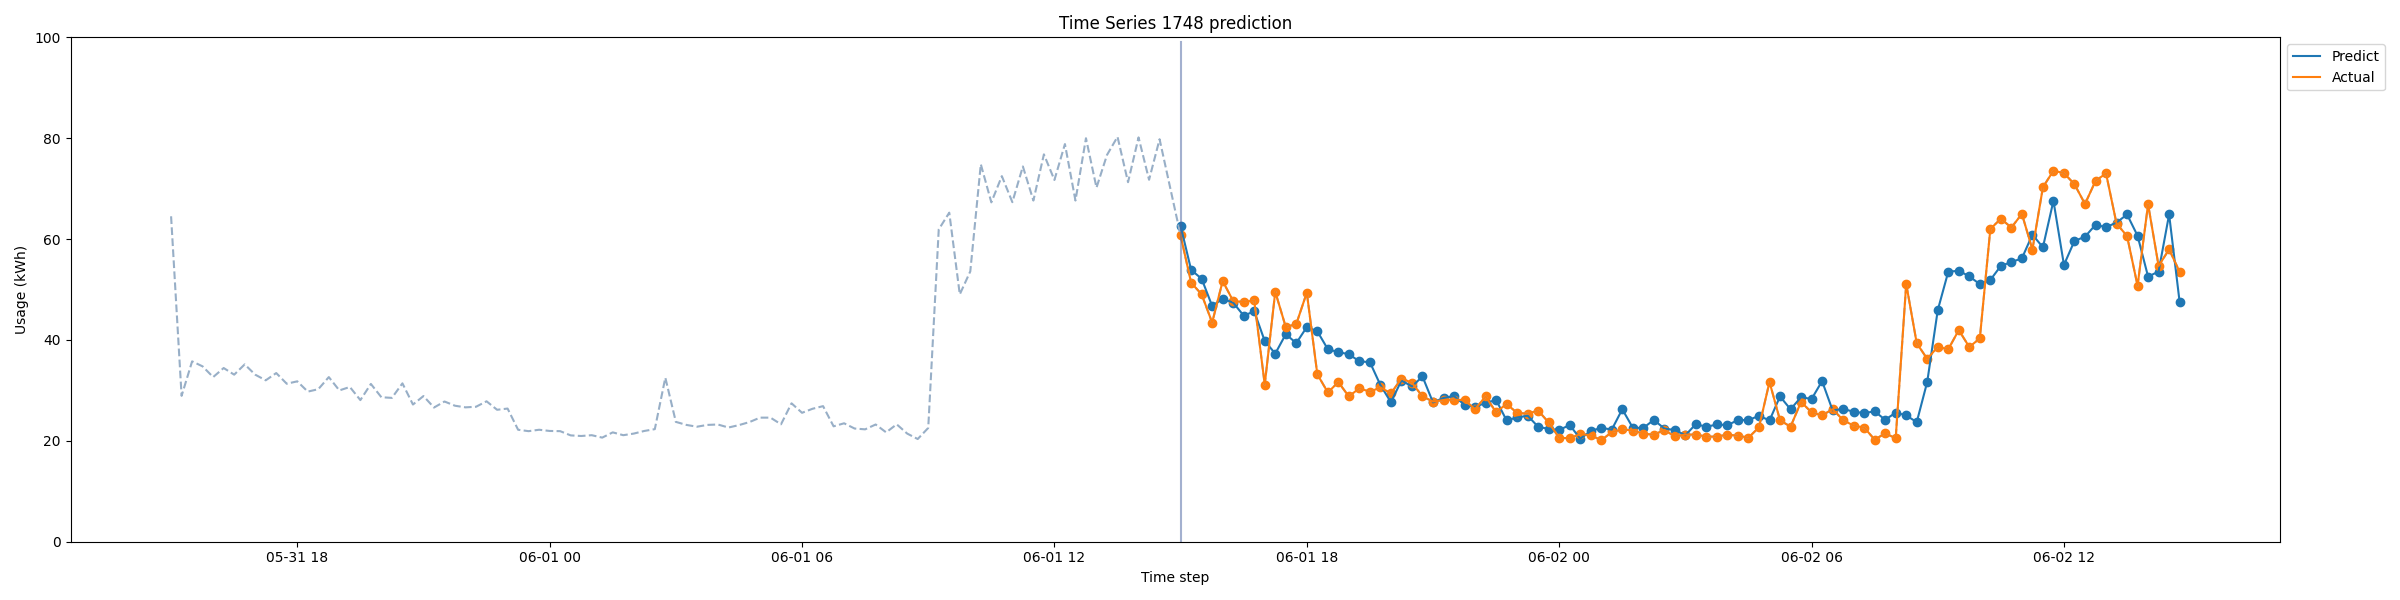 Time Series 1748 prediction
Predict
Actual
Usage (kWh)
100
80
60
40
20
0
05-31 18
06-01 00
06-01 06
06-01 12
06-01 18
06-02 00
06-02 06
06-02 12
Time step